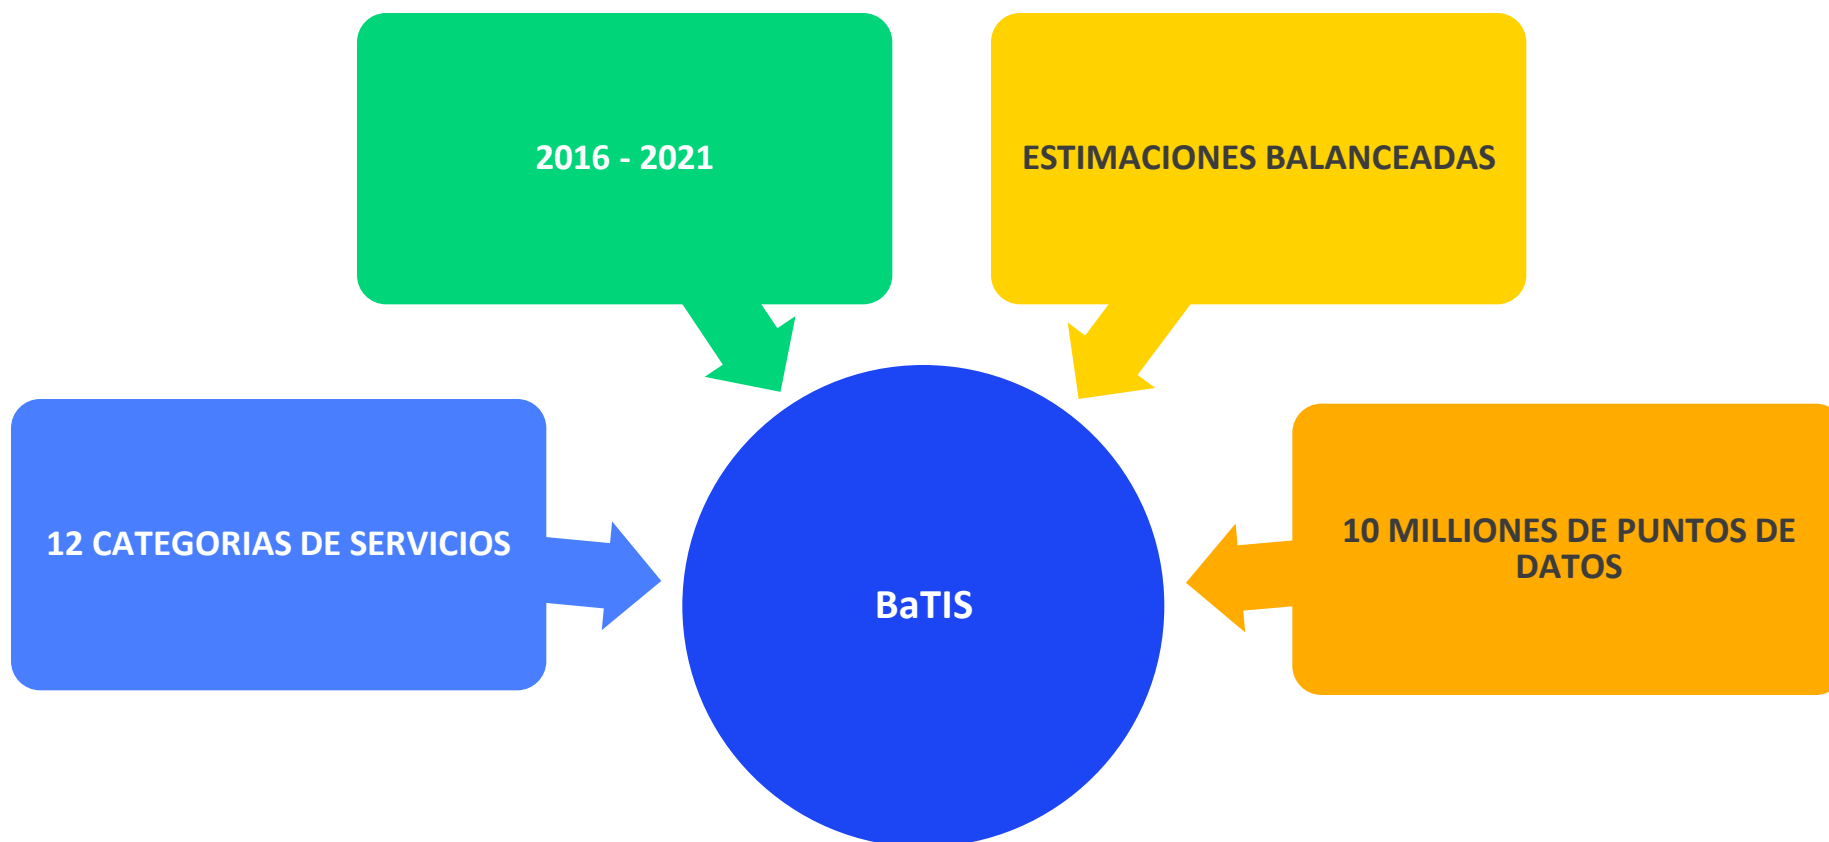 2016 - 2021
ESTIMACIONES BALANCEADAS
12 CATEGORIAS DE SERVICIOS
10 MILLIONES DE PUNTOS DE
DATOS
BaTIS